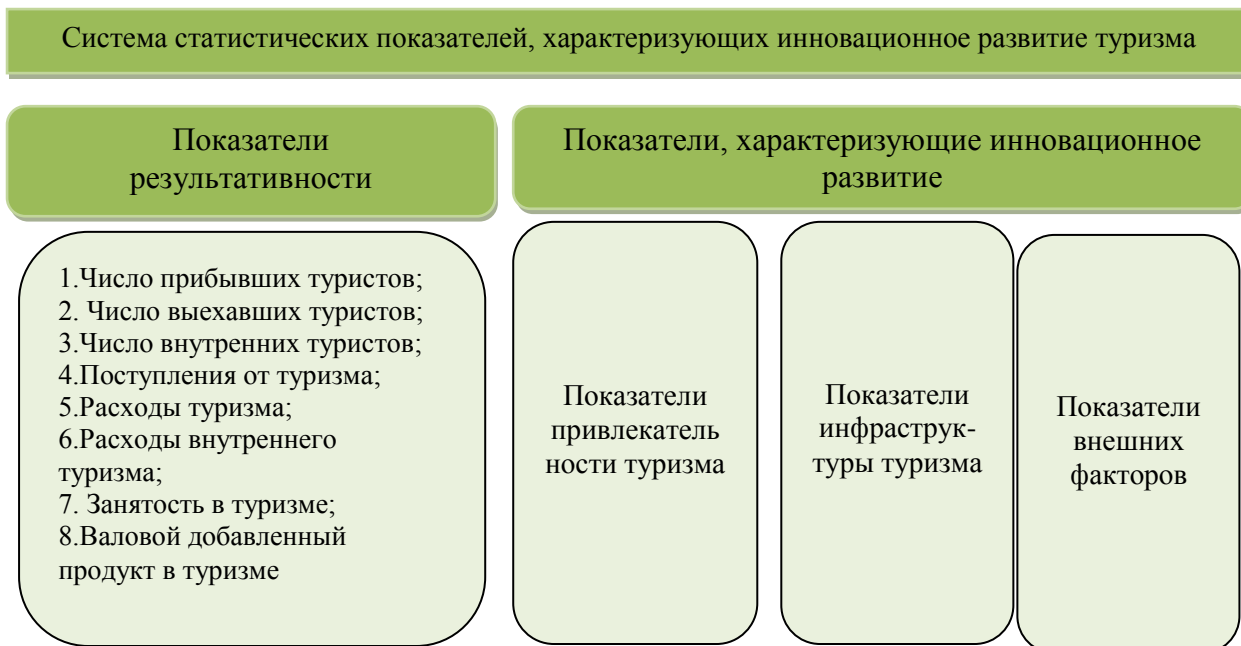 Система статистических показателей, характеризующих инновационное развитие туризма
Показатели
результативности
Показатели, характеризующие инновационное
развитие
1.Число прибывших туристов;
2. Число выехавших туристов;
3.Число внутренних туристов;
4.Поступления от туризма;
5.Расходы туризма;
6.Расходы внутреннего
туризма;
7. Занятость в туризме;
8.Валовой добавленный
продукт в туризме
Показатели
привлекатель
ности туризма
Показатели
инфраструк-
туры туризма
Показатели
внешних
факторов